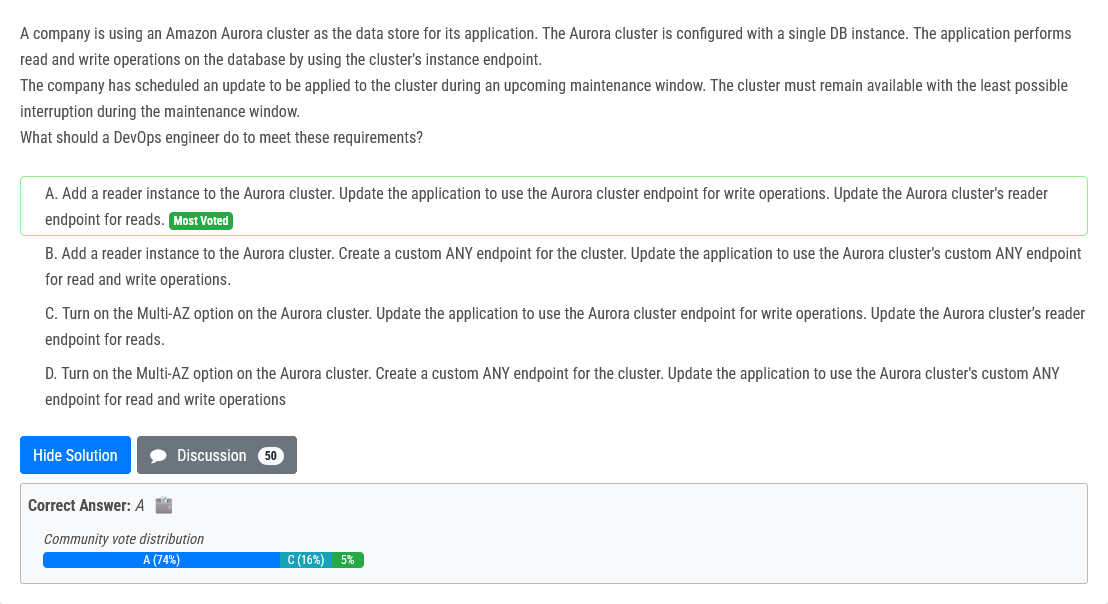 A company is using an Amazon Aurora cluster as the data store for its application. The Aurora cluster is configured with a single DB instance. The application performs
read and write operations on the database by using the cluster's instance endpoint.
The company has scheduled an update to be applied to the cluster during an upcoming maintenance window. The cluster must remain available with the least possible
interruption during the maintenance window.
What should a DevOps engineer do to meet these requirements?
A. Add a reader instance to the Aurora cluster. Update the application to use the Aurora cluster endpoint for write operations. Update the Aurora cluster's reader
endpoint for reads. Most Voted
B. Add a reader instance to the Aurora cluster. Create a custom ANY endpoint for the cluster. Update the application to use the Aurora cluster's custom ANY endpoint
for read and write operations.
C. Turn on the Multi-AZ option on the Aurora cluster. Update the application to use the Aurora cluster endpoint for write operations. Update the Aurora cluster’s reader
endpoint for reads.
D. Turn on the Multi-AZ option on the Aurora cluster. Create a custom ANY endpoint for the cluster. Update the application to use the Aurora cluster's custom ANY
endpoint for read and write operations
Hide Solution Discussion 50
Correct Answer: A
Community vote distribution
A (74%) C (16%) 5%